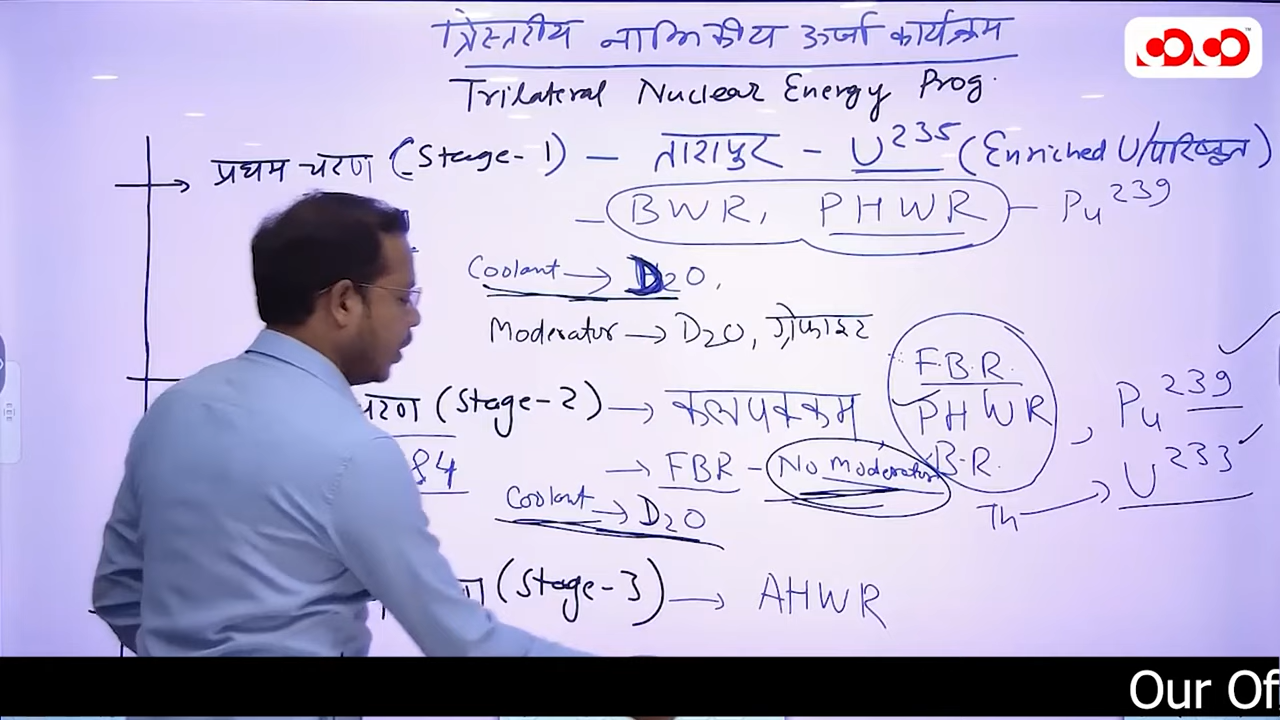 त्रिस्तरीय नाभिकीय ऊर्जा कार्यक्रम
Trilateral Nuclear Energy Prog.
प्रथम चरण (Stage-1) – तारापुर – U²³⁵ (Enriched U/परिष्कृत)
– BWR, PHWR – Pu²³⁹
Coolant → D₂O,
Moderator → D₂O, ग्रेफाइट
चरण (Stage-2) → कलपक्कम
F.B.R.
PHWR
B.R.
, Pu²³⁹
U²³³
Th →
84
→ FBR – No moderator
Coolant → D₂O
(Stage-3) → AHWR
Our Of